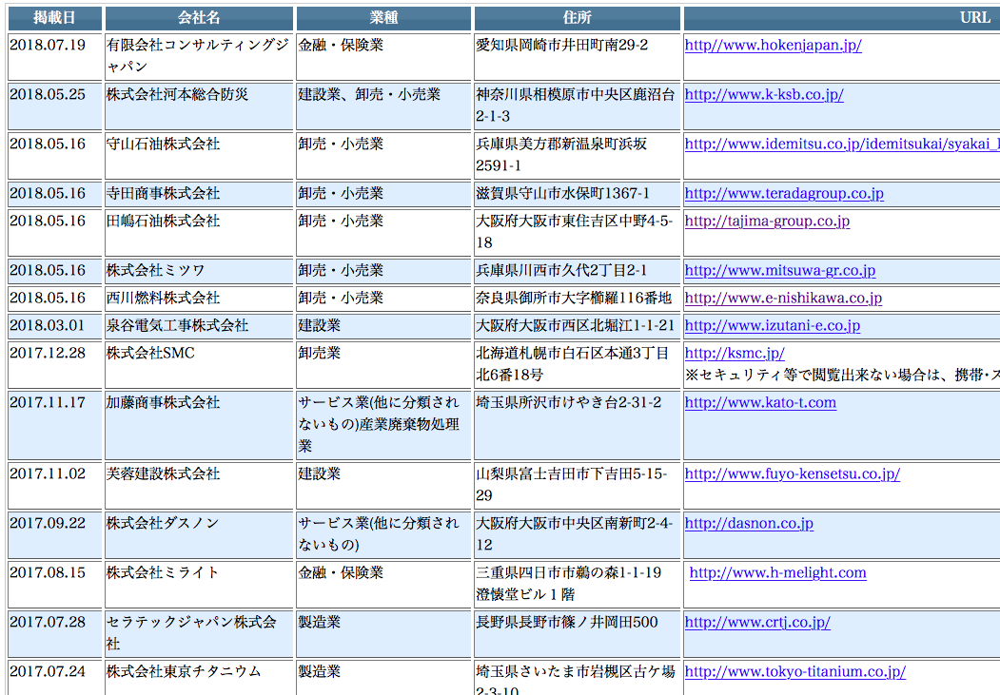 掲載日 会社名 業種 住所 URL
2018.07.19 有限会社コンサルティングジ 金融・保険業 愛知県岡崎市井田町南29-2 http//www.hokenjapan.jp/
ャパン
2018.05.25 株式会社河本総合防災 建設業、卸売・小売業 神奈川県相模原市中央区鹿沼台 http://www.k-ksb.co.jp/
2-1-3
2018.05.16 守山石油株式会社 卸売・小売業 兵庫県美方郡新温泉町浜坂 http://www.idemitsu.co.jp/idemitsukai/syakai_
2591-1
2018.05.16 寺田商事株式会社 卸売・小売業 滋賀県守山市水保町1367-1 http://www.teradagroup.co.jp
2018.05.16 田嶋石油株式会社 卸売・小売業 大阪府大阪市東住吉区中野4-5- http://tajima-group.co.jp
18
2018.05.16 株式会社ミツワ 卸売・小売業 兵庫県川西市久代2丁目2-1 http://www.mitsuwa-gr.co.jp
2018.05.16 西川燃料株式会社 卸売・小売業 奈良県御所市大字櫛羅116番地 http://www.e-nishikawa.co.jp
2018.03.01 泉谷電気工事株式会社 建設業 大阪府大阪市西区北堀江1-1-21 http://www.izutani-e.co.jp
2017.12.28 株式会社SMC 卸売業 北海道札幌市白石区本通3丁目 http://ksmc.jp/
北6番18号 ※セキュリティ等で閲覧出来ない場合は、携帯・ス
2017.11.17 加藤商事株式会社 サービス業(他に分類され 埼玉県所沢市けやき台2-31-2 http://www.kato-t.com
ないもの)産業廃棄物処理
業
2017.11.02 芙蓉建設株式会社 建設業 山梨県富士吉田市下吉田5-15- http://www.fuyo-kensetsu.co.jp/
29
2017.09.22 株式会社ダスノン サービス業(他に分類され 大阪府大阪市中央区南新町2-4- http://dasnon.co.jp
ないもの) 12
2017.08.15 株式会社ミライト 金融・保険業 三重県四日市市鵜の森1-1-19 http://www.h-melight.com
澄懐堂ビル１階
2017.07.28 セラテックジャパン株式会 製造業 長野県長野市篠ノ井岡田500 http://www.crtj.co.jp/
社
2017.07.24 株式会社東京チタニウム 製造業 埼玉県さいたま市岩槻区古ケ場 http://www.tokyo-titanium.co.jp/
2-3-10